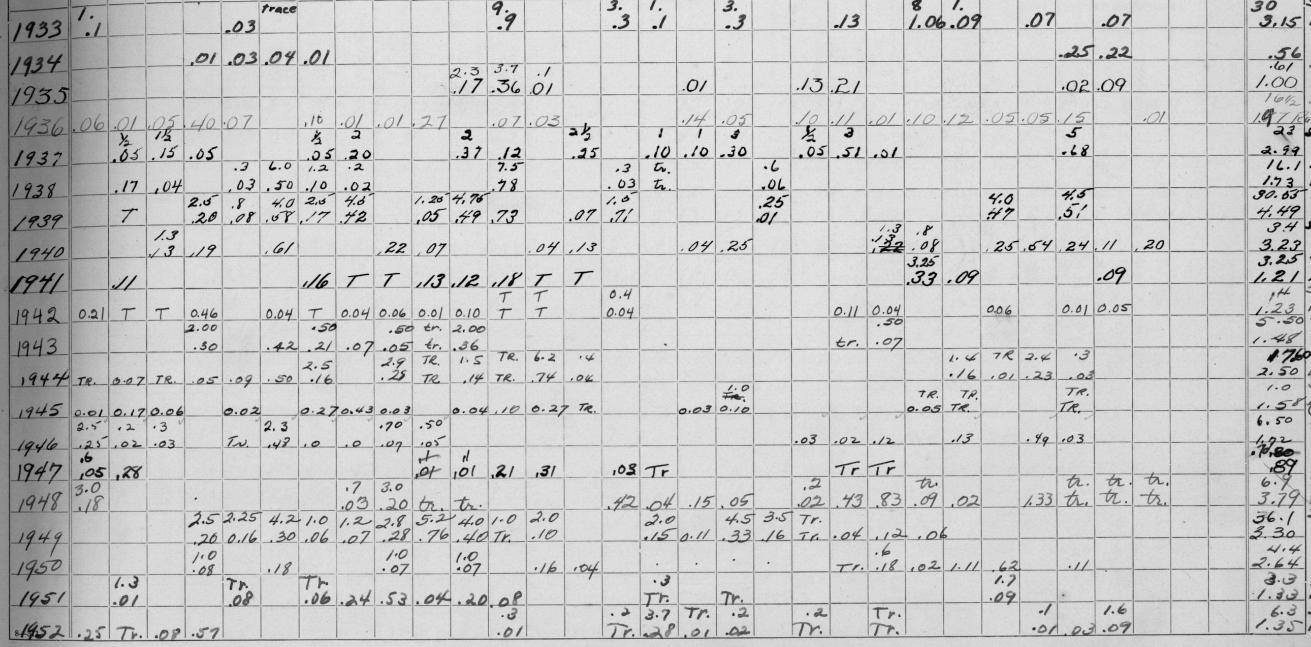 1. trace 9. 3. 1. 3. 8 1. 30
1933 .1 .03 .9 .3 .1 .3 .13 1.06 .09 .07 .07 3.15
1934 .01 .03 .04 .01 .25 .22 .56
2.3 3.7 .1 .61
1935 .17 .36 .01 .01 .13 .21 .02 .09 1.00
16½
1936 .06 .01 .05 .40 .07 .10 .01 .01 .27 .07 .03 .14 .05 .10 .11 .01 .10 .12 .05 .05 .15 .01
½ 1½ ½ 2 2 2½ 1 1 3 ½ 3 5 23
1937 .05 .15 .05 .05 .20 .37 .12 .25 .10 .10 .30 .05 .51 .01 .68 2.99
.3 6.0 1.2 .2 7.5 .3 tr. .6 16.1
1938 .17 .04 .03 .50 .10 .02 .78 .03 tr. .06 1.73
2.5 .8 4.0 2.5 4.5 1.25 4.75 1.5 .25 4.0 4.5 30.55
1939 T .20 .08 .58 .17 .42 .05 .49 .73 .07 .71 .01 47 .51 4.49
1.3 1.3 .8 3.4
1940 .13 .19 .61 .22 .07 .04 .13 .04 .25 .13 .08 .25 .54 .24 .11 .20 3.23
3.25 3.25
1941 .11 .16 T T .13 .12 .18 T T .33 .09 .09 1.21
T T 0.4 .4
1942 0.21 T T 0.46 0.04 T 0.04 0.06 0.01 0.10 T T 0.04 0.11 0.04 0.06 0.01 0.05 1.23
2.00 .50 .50 tr. 2.00 .50 5.50
1943 .30 .42 .21 .07 .05 tr. .36 tr. .07 1.48
2.5 2.9 TR. 1.5 TR. 6.2 .4 1.4 TR 2.4 .3 1760
1944 TR. 0.07 TR. .05 .09 .50 .16 .28 TR .14 TR. .74 .04 .16 .01 .23 .03 2.50
1.0 TR. TR. TR. 1.0
1945 0.01 0.17 0.06 0.02 0.27 0.43 0.03 0.04 .10 0.27 TR. 0.03 0.10 0.05 TR. TR. 1.58
2.5 .2 .3 2.3 .70 .50 6.50
1946 .25 .02 .03 Tr. .48 .0 .0 .07 .05 .03 .02 .12 .13 .49 .03 1.72
.6 .1 .1
1947 .05 .28 .01 .01 .21 .31 .03 Tr Tr Tr .89
3.0 .7 3.0 .2 tr. tr. tr. tr. 6.9
1948 .18 .03 .20 tr. tr. .42 .04 .15 .05 .02 .43 .83 .09 .02 1.33 tr. tr. tr. 3.79
2.5 2.25 4.2 1.0 1.2 2.8 5.2 4.0 1.0 2.0 2.0 4.5 3.5 Tr. 36.1
1949 .20 0.16 .30 .06 .07 .28 .76 .40 Tr. .10 .15 0.11 .33 .16 Tr. .04 .12 .06 3.30
1.0 1.0 1.0 .6 4.4
1950 .08 .18 .07 .07 .16 .04 Tr. .18 .02 1.11 .62 .11 2.64
1.3 Tr. Tr. .3 1.7 3.3
1951 .01 .08 .06 .24 .53 .04 .20 .08 Tr. Tr. .09 1.33
.3 .2 3.7 Tr. .2 .2 Tr. .1 1.6 6.3
1952 .25 Tr. .08 .57 .01 Tr. .28 .01 .02 Tr. Tr. .01 .03 .09 1.35